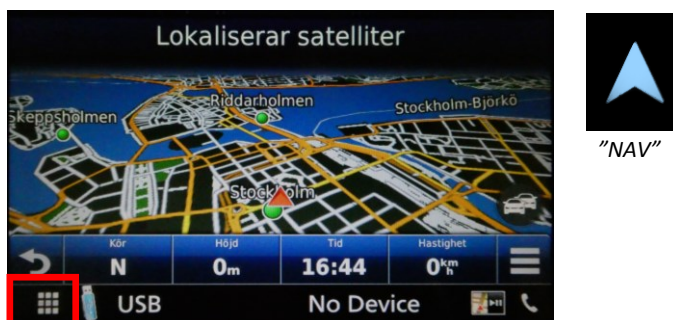 Lokaliserar satelliter
Riddarholmen
Skeppsholmen
Stockholm-Björkö
Stockholm
Kör Höjd Tid Hastighet
N 0m 16:44 0km/h
USB No Device
"NAV"